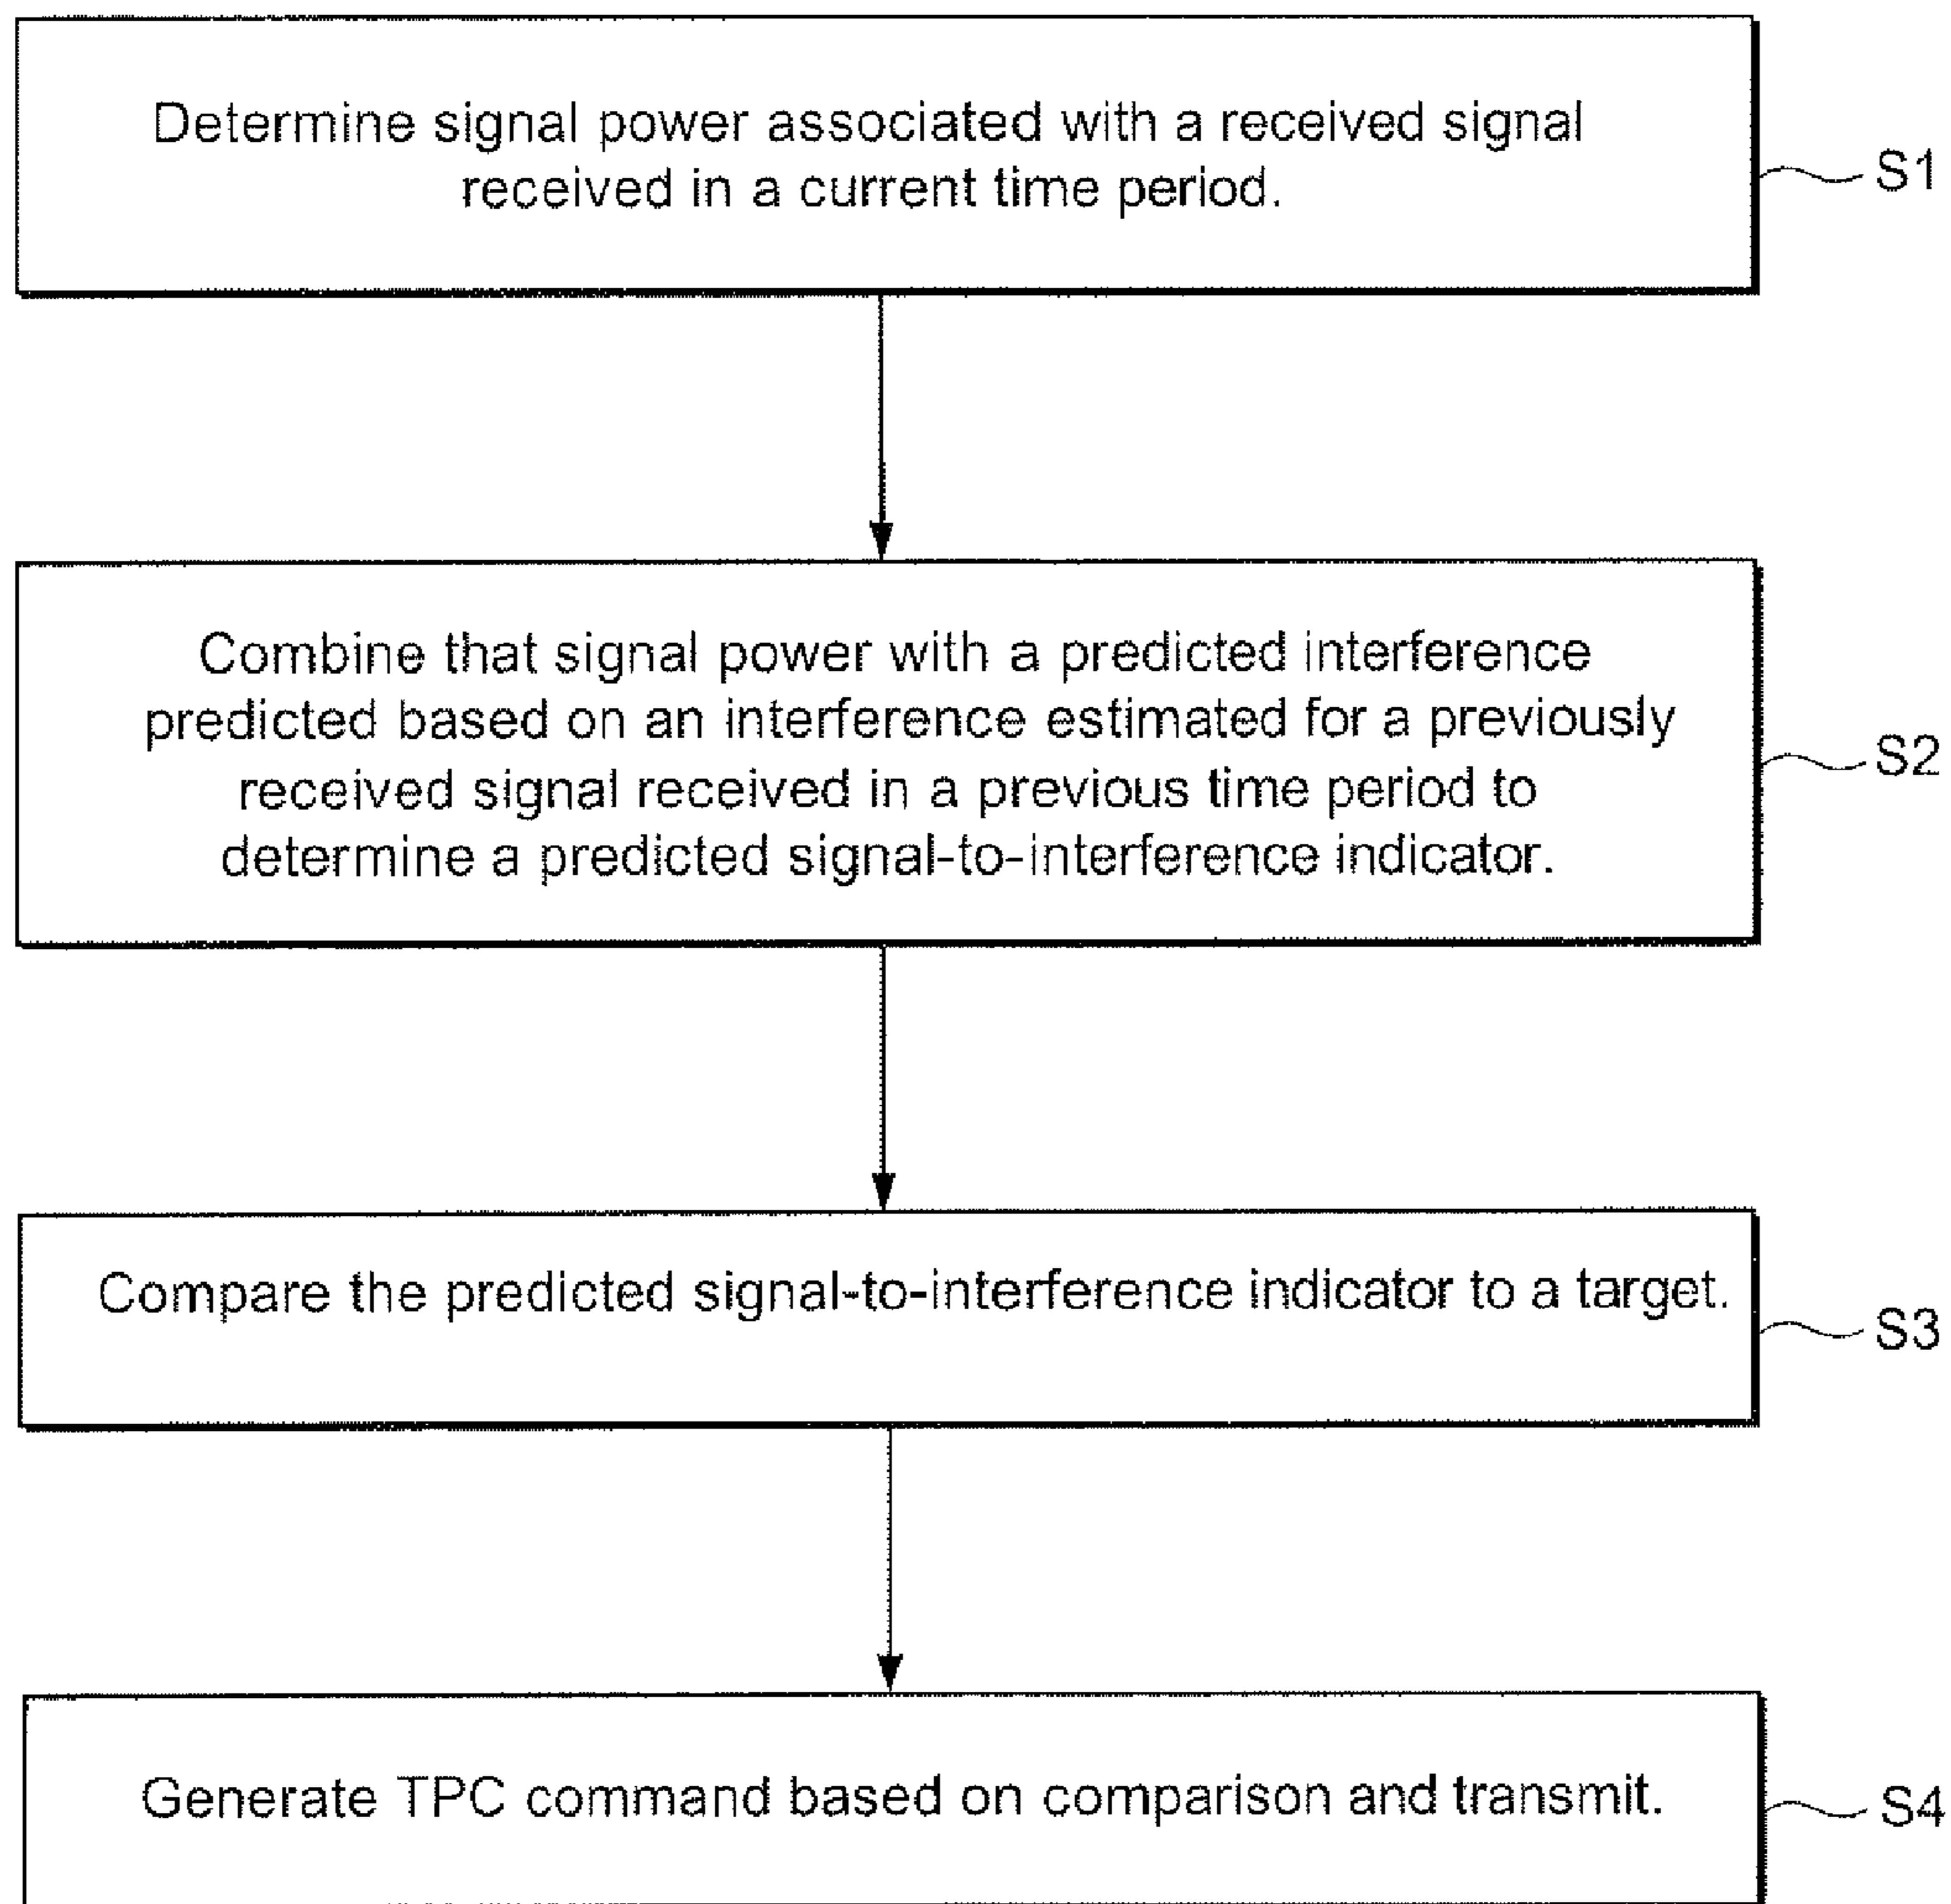 Determine signal power associated with a received signal
received in a current time period.
S1
Combine that signal power with a predicted interference
predicted based on an interference estimated for a previously
received signal received in a previous time period to
determine a predicted signal-to-interference indicator.
S2
Compare the predicted signal-to-interference indicator to a target.
S3
Generate TPC command based on comparison and transmit.
S4